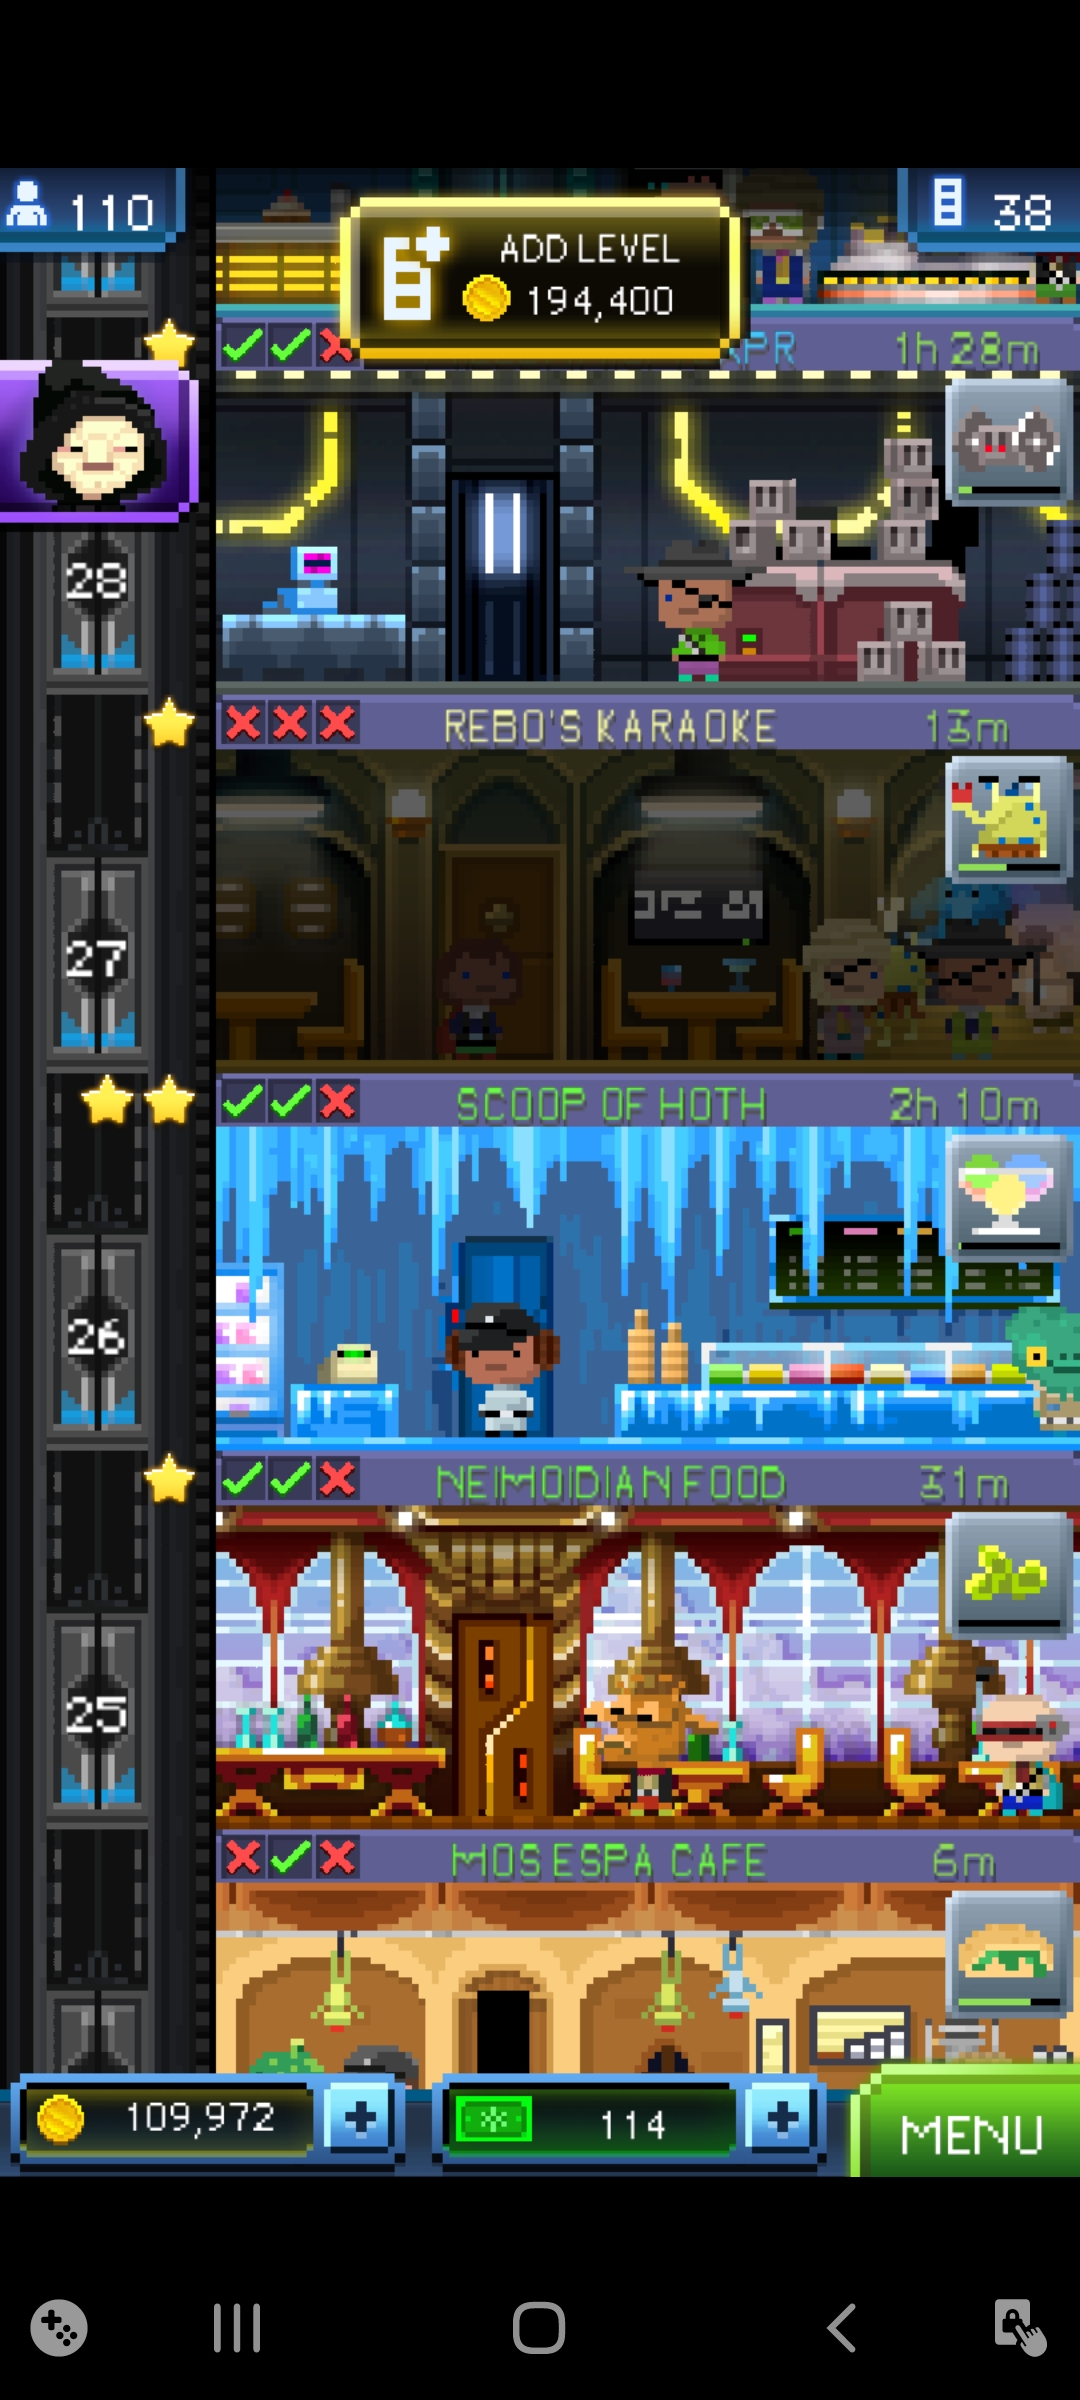 110
38
ADD LEVEL
194,400
1h 28m
28
REBO'S KARAOKE
13m
27
SCOOP OF HOTH
2h 10m
26
NEIMOIDIAN FOOD
31m
25
MOS ESPA CAFE
6m
109,972
114
MENU